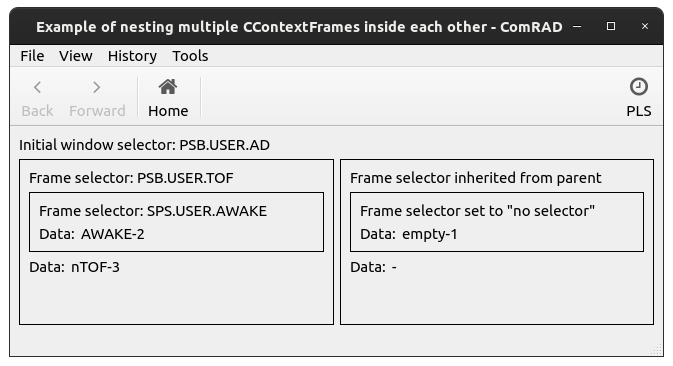 Example of nesting multiple CContextFrames inside each other - ComRAD
File View History Tools
Back Forward Home PLS
Initial window selector: PSB.USER.AD
Frame selector: PSB.USER.TOF
Frame selector: SPS.USER.AWAKE
Data: AWAKE-2
Data: nTOF-3
Frame selector inherited from parent
Frame selector set to "no selector"
Data: empty-1
Data: -